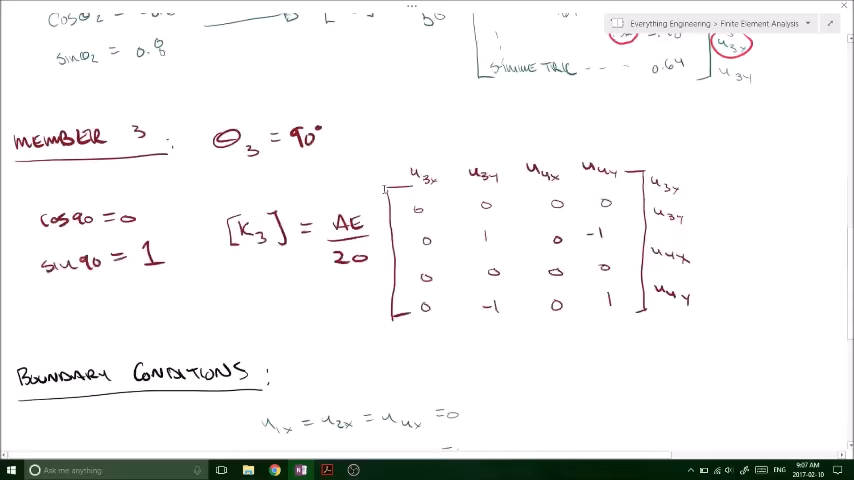 cosθ₂ =
Everything Engineering > Finite Element Analysis
sinθ₂ = 0.8
u₃ₓ
SYMMETRIC - - - - 0.64
u₃Y
MEMBER 3 : θ₃ = 90°
u₃ₓ u₃Y u₄ₓ u₄Y
0 0 0 0 u₃ₓ
cos90 = 0
[K₃] = AE/20
0 1 0 -1 u₃Y
sin90 = 1
0 0 0 0 u₄ₓ
0 -1 0 1 u₄Y
BOUNDARY CONDITIONS :
u₁ₓ = u₂ₓ = u₄ₓ = 0
Ask me anything
9:07 AM
2017-02-10